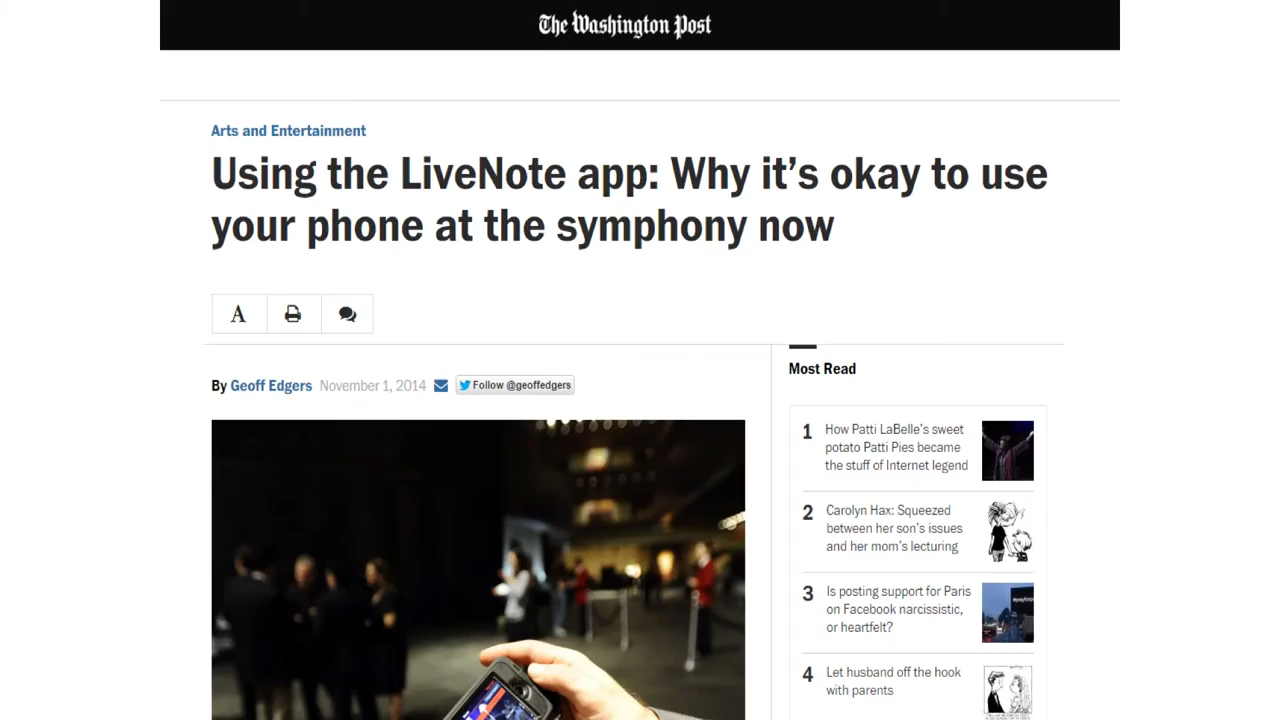 The Washington Post
Arts and Entertainment
Using the LiveNote app: Why it’s okay to use
your phone at the symphony now
A
By Geoff Edgers November 1, 2014 Follow @geoffedgers
Most Read
1 How Patti LaBelle’s sweet
potato Patti Pies became
the stuff of Internet legend
2 Carolyn Hax: Squeezed
between her son’s issues
and her mom’s lecturing
3 Is posting support for Paris
on Facebook narcissistic,
or heartfelt?
4 Let husband off the hook
with parents